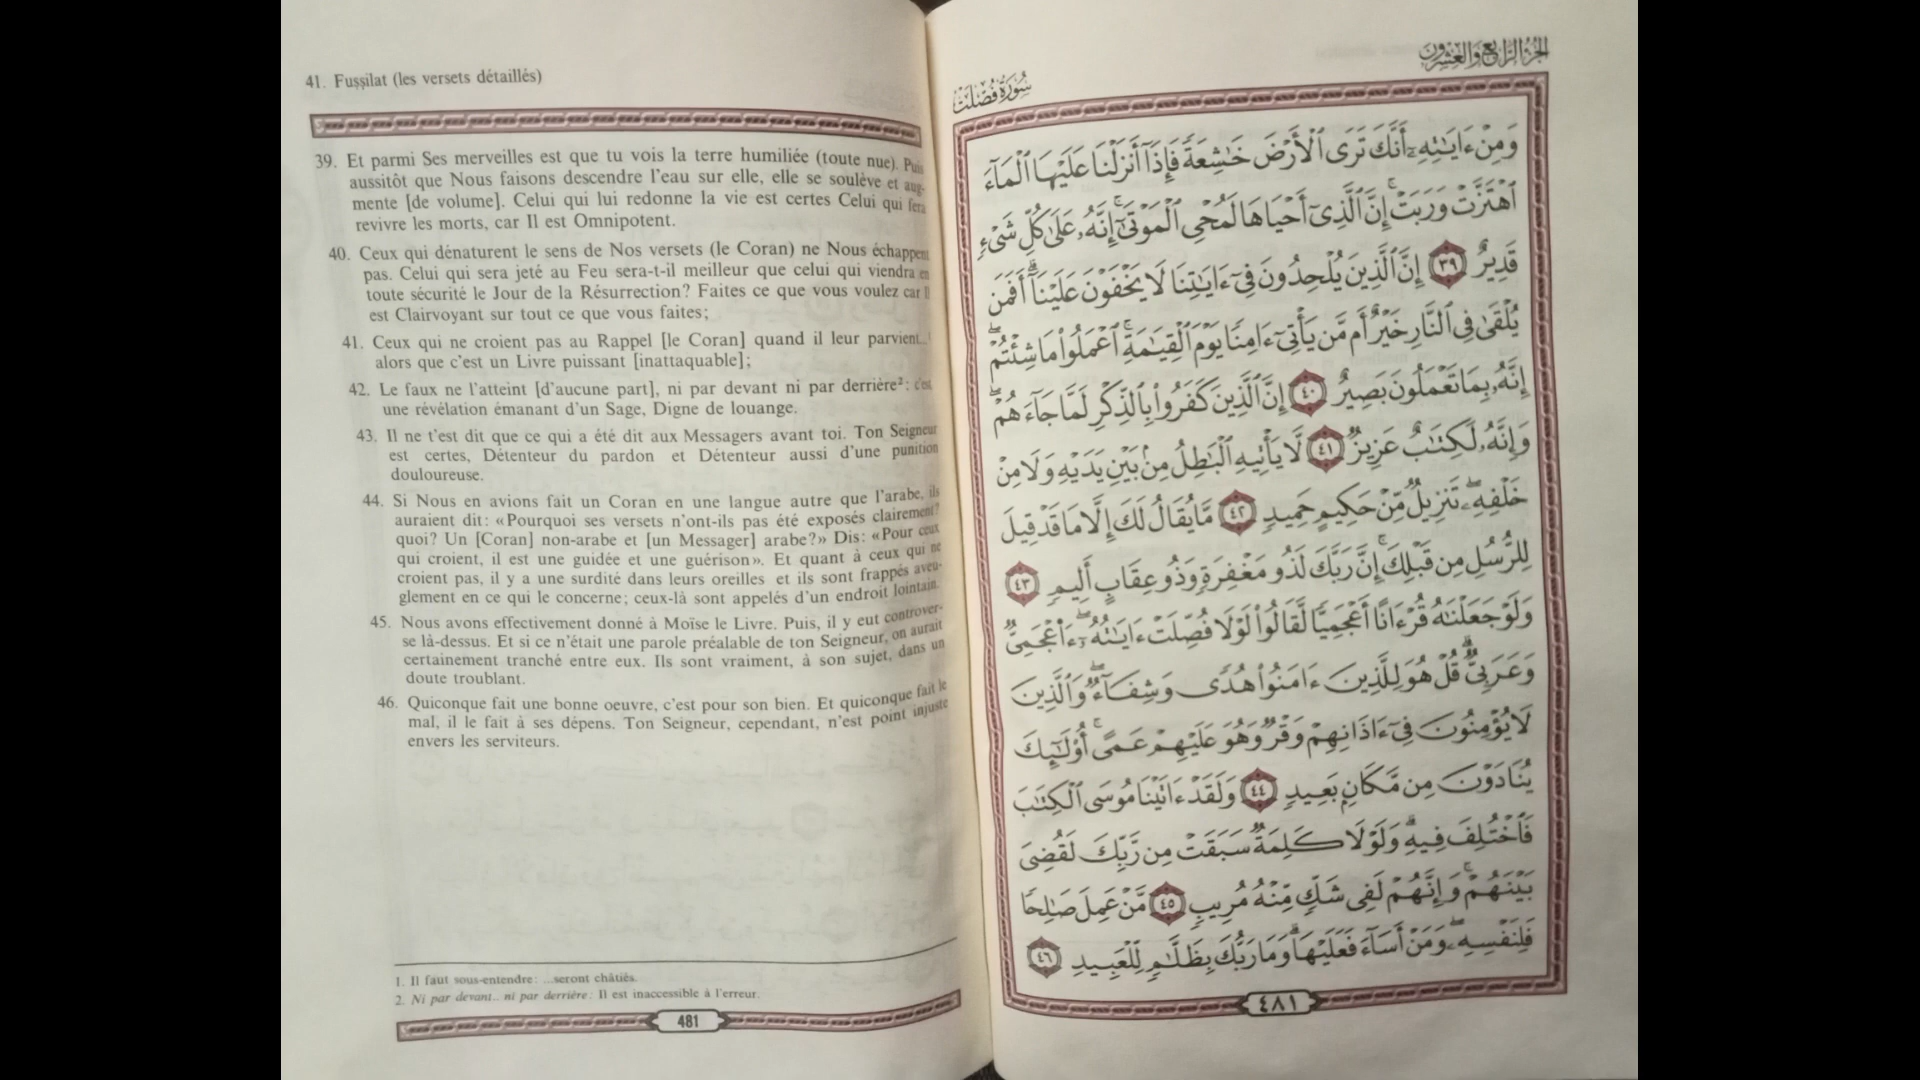 41. Fuṣṣilat (les versets détaillés)
39. Et parmi Ses merveilles est que tu vois la terre humiliée (toute nue). Puis
aussitôt que Nous faisons descendre l'eau sur elle, elle se soulève et aug-
mente [de volume]. Celui qui lui redonne la vie est certes Celui qui fera
revivre les morts, car Il est Omnipotent.
40. Ceux qui dénaturent le sens de Nos versets (le Coran) ne Nous échappent
pas. Celui qui sera jeté au Feu sera-t-il meilleur que celui qui viendra en
toute sécurité le Jour de la Résurrection? Faites ce que vous voulez car Il
est Clairvoyant sur tout ce que vous faites;
41. Ceux qui ne croient pas au Rappel [le Coran] quand il leur parvient...¹
alors que c'est un Livre puissant [inattaquable];
42. Le faux ne l'atteint [d'aucune part], ni par devant ni par derrière²: c'est
une révélation émanant d'un Sage, Digne de louange.
43. Il ne t'est dit que ce qui a été dit aux Messagers avant toi. Ton Seigneur
est certes, Détenteur du pardon et Détenteur aussi d'une punition
douloureuse.
44. Si Nous en avions fait un Coran en une langue autre que l'arabe, ils
auraient dit: «Pourquoi ses versets n'ont-ils pas été exposés clairement?
quoi? Un [Coran] non-arabe et [un Messager] arabe?» Dis: «Pour ceux
qui croient, il est une guidée et une guérison». Et quant à ceux qui ne
croient pas, il y a une surdité dans leurs oreilles et ils sont frappés aveu-
glement en ce qui le concerne; ceux-là sont appelés d'un endroit lointain.
45. Nous avons effectivement donné à Moïse le Livre. Puis, il y eut controver-
se là-dessus. Et si ce n'était une parole préalable de ton Seigneur, on aurait
certainement tranché entre eux. Ils sont vraiment, à son sujet, dans un
doute troublant.
46. Quiconque fait une bonne oeuvre, c'est pour son bien. Et quiconque fait le
mal, il le fait à ses dépens. Ton Seigneur, cependant, n'est point injuste
envers les serviteurs.
1. Il faut sous-entendre: ...seront châtiés.
2. Ni par devant.. ni par derrière: Il est inaccessible à l'erreur.
481
الجزء الرابع والعشرون
سورة فصلت
وَمِنْ ءَايَٰتِهِۦٓ أَنَّكَ تَرَى ٱلْأَرْضَ خَٰشِعَةً فَإِذَآ أَنزَلْنَا عَلَيْهَا ٱلْمَآءَ
ٱهْتَزَّتْ وَرَبَتْ ۚ إِنَّ ٱلَّذِىٓ أَحْيَاهَا لَمُحْىِ ٱلْمَوْتَىٰٓ ۚ إِنَّهُۥ عَلَىٰ كُلِّ شَىْءٍ
قَدِيرٌ ٣٩ إِنَّ ٱلَّذِينَ يُلْحِدُونَ فِىٓ ءَايَٰتِنَا لَا يَخْفَوْنَ عَلَيْنَآ ۗ أَفَمَن
يُلْقَىٰ فِى ٱلنَّارِ خَيْرٌ أَم مَّن يَأْتِىٓ ءَامِنًا يَوْمَ ٱلْقِيَٰمَةِ ۚ ٱعْمَلُوا۟ مَا شِئْتُمْ ۖ
إِنَّهُۥ بِمَا تَعْمَلُونَ بَصِيرٌ ٤٠ إِنَّ ٱلَّذِينَ كَفَرُوا۟ بِٱلذِّكْرِ لَمَّا جَآءَهُمْ ۖ
وَإِنَّهُۥ لَكِتَٰبٌ عَزِيزٌ ٤١ لَّا يَأْتِيهِ ٱلْبَٰطِلُ مِنۢ بَيْنِ يَدَيْهِ وَلَا مِنْ
خَلْفِهِۦ ۖ تَنزِيلٌ مِّنْ حَكِيمٍ حَمِيدٍ ٤٢ مَّا يُقَالُ لَكَ إِلَّا مَا قَدْ قِيلَ
لِلرُّسُلِ مِن قَبْلِكَ ۚ إِنَّ رَبَّكَ لَذُو مَغْفِرَةٍ وَذُو عِقَابٍ أَلِيمٍ ٤٣
وَلَوْ جَعَلْنَٰهُ قُرْءَانًا أَعْجَمِيًّا لَّقَالُوا۟ لَوْلَا فُصِّلَتْ ءَايَٰتُهُۥٓ ۖ ءَا۬عْجَمِىٌّ
وَعَرَبِىٌّ ۗ قُلْ هُوَ لِلَّذِينَ ءَامَنُوا۟ هُدًى وَشِفَآءٌ ۖ وَٱلَّذِينَ
لَا يُؤْمِنُونَ فِىٓ ءَاذَانِهِمْ وَقْرٌ وَهُوَ عَلَيْهِمْ عَمًى ۚ أُو۟لَٰٓئِكَ
يُنَادَوْنَ مِن مَّكَانٍۭ بَعِيدٍ ٤٤ وَلَقَدْ ءَاتَيْنَا مُوسَى ٱلْكِتَٰبَ
فَٱخْتُلِفَ فِيهِ ۗ وَلَوْلَا كَلِمَةٌ سَبَقَتْ مِن رَّبِّكَ لَقُضِىَ
بَيْنَهُمْ ۚ وَإِنَّهُمْ لَفِى شَكٍّ مِّنْهُ مُرِيبٍ ٤٥ مَّنْ عَمِلَ صَٰلِحًا
فَلِنَفْسِهِۦ ۖ وَمَنْ أَسَآءَ فَعَلَيْهَا ۗ وَمَا رَبُّكَ بِظَلَّٰمٍ لِّلْعَبِيدِ ٤٦
٤٨١